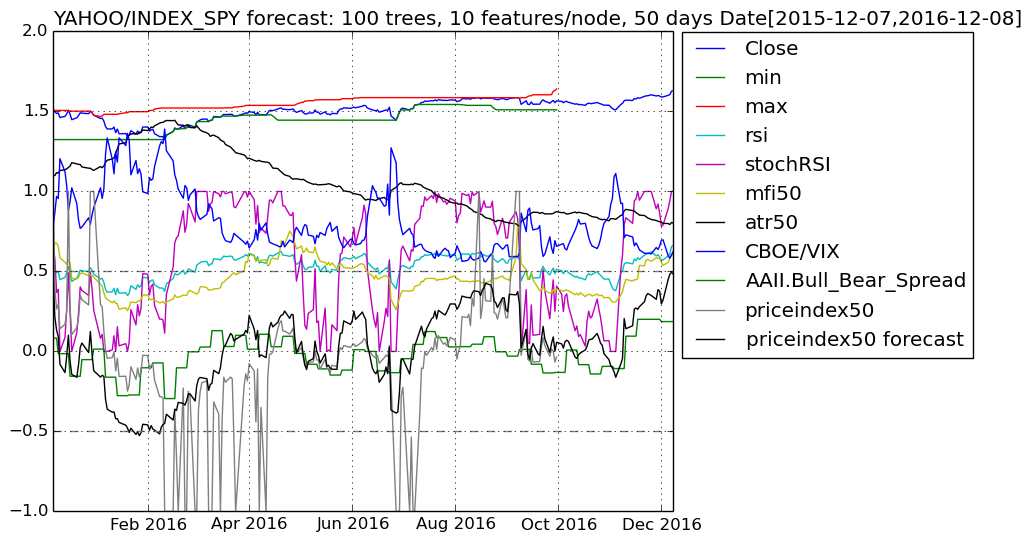 YAHOO/INDEX_SPY forecast: 100 trees, 10 features/node, 50 days Date[2015-12-07,2016-12-08]
2.0
1.5
1.0
0.5
0.0
−0.5
−1.0
Feb 2016
Apr 2016
Jun 2016
Aug 2016
Oct 2016
Dec 2016
Close
min
max
rsi
stochRSI
mfi50
atr50
CBOE/VIX
AAII.Bull_Bear_Spread
priceindex50
priceindex50 forecast